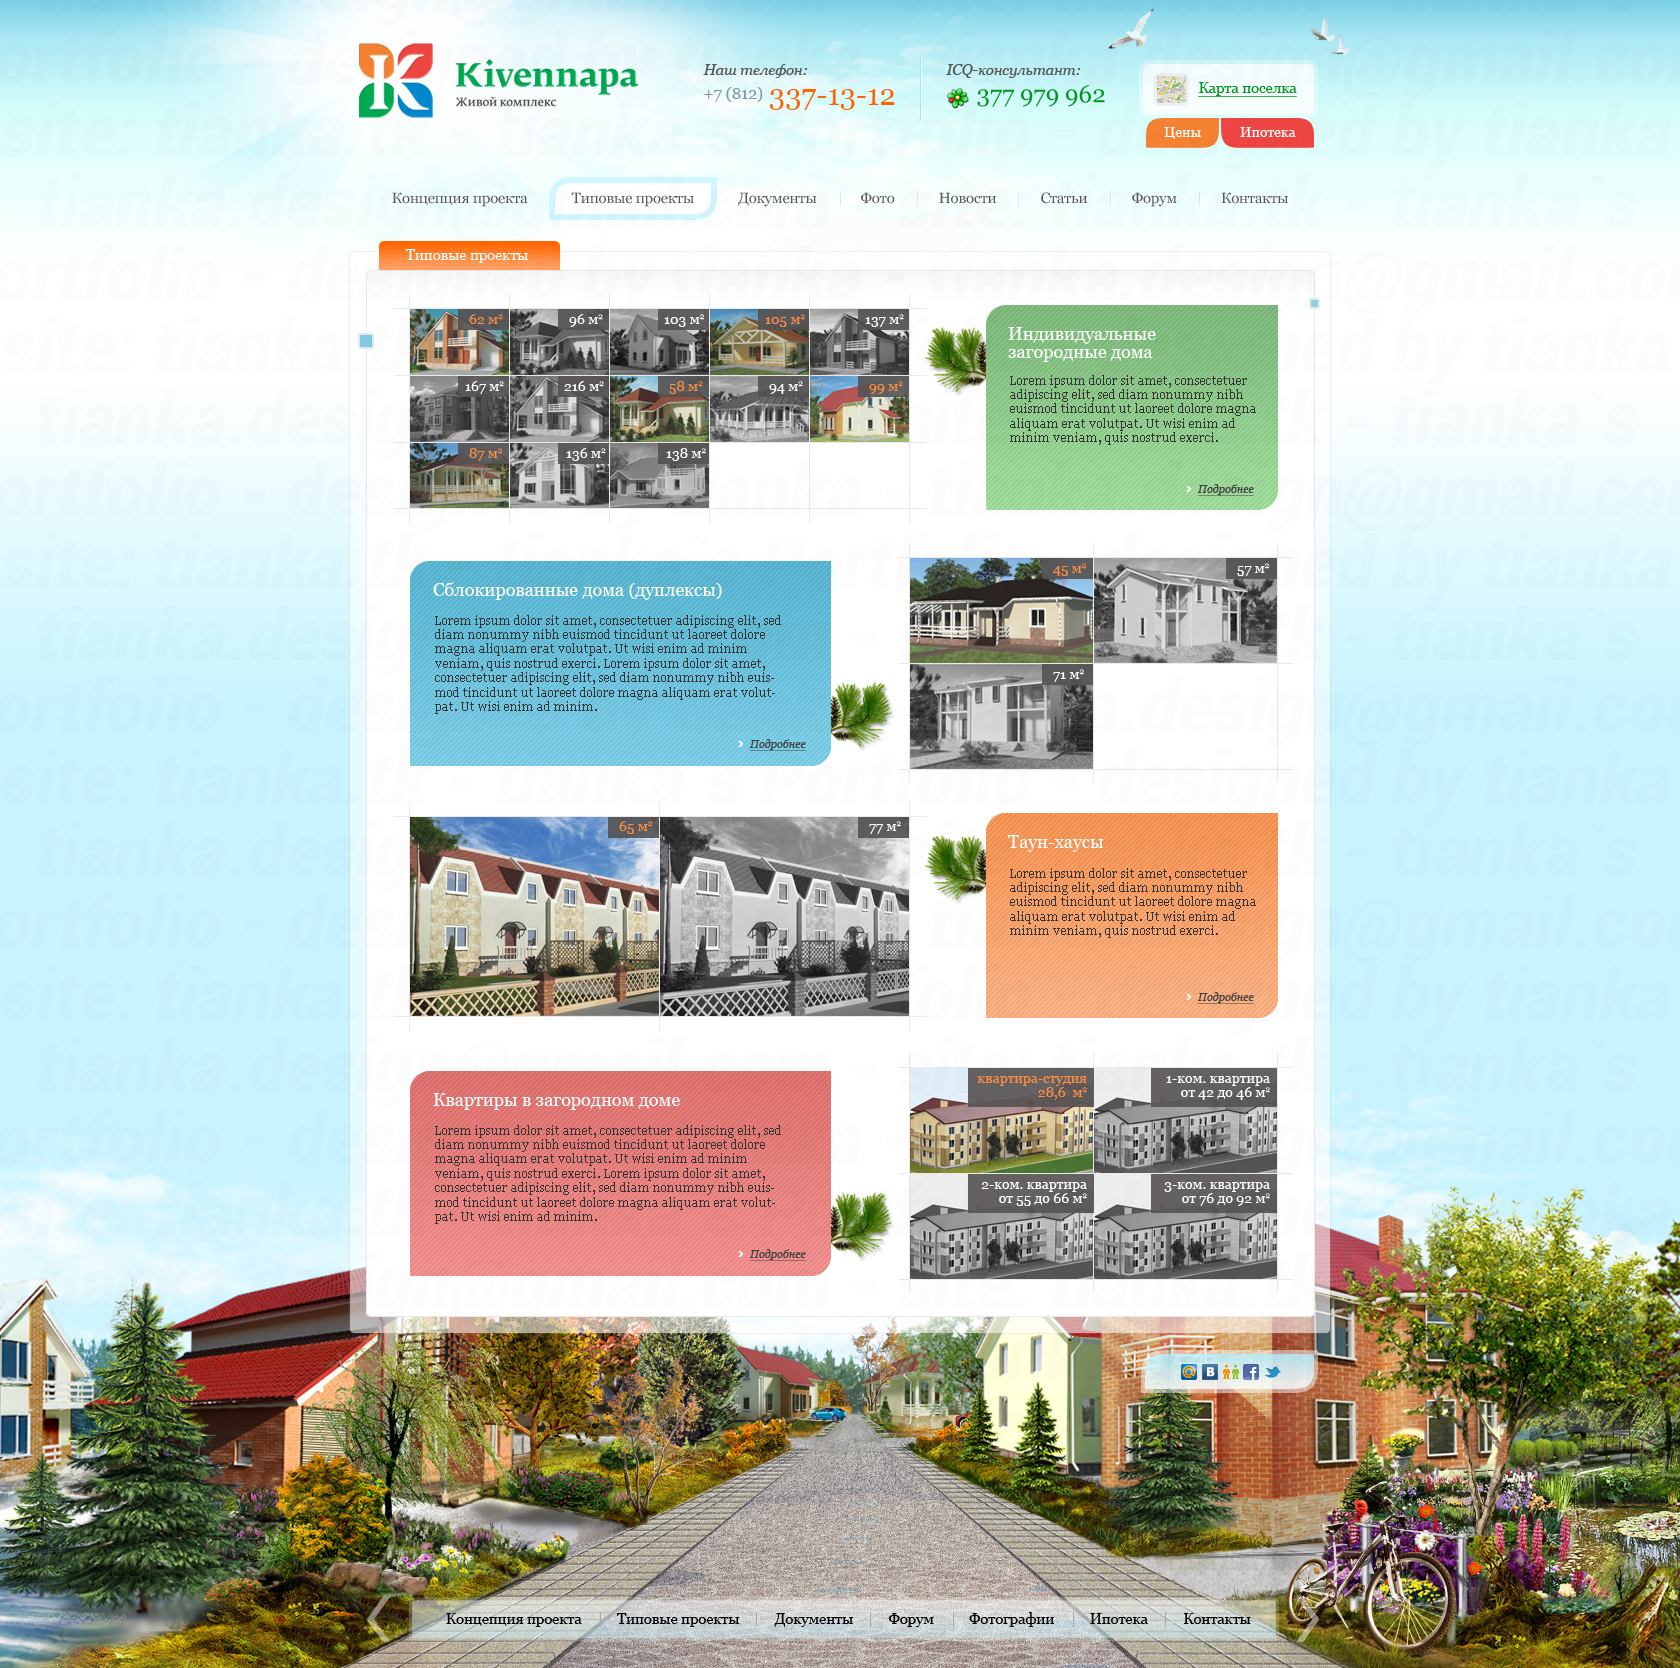 Kivennapa
Живой комплекс
Наш телефон:
+7 (812) 337-13-12
ICQ-консультант:
377 979 962
Карта поселка
Цены
Ипотека
Концепция проекта
Типовые проекты
Документы
Фото
Новости
Статьи
Форум
Контакты
Типовые проекты
62 м²
96 м²
103 м²
105 м²
137 м²
167 м²
216 м²
58 м²
94 м²
99 м²
87 м²
136 м²
138 м²
Индивидуальные
загородные дома
Lorem ipsum dolor sit amet, consectetuer
adipiscing elit, sed diam nonummy nibh
euismod tincidunt ut laoreet dolore magna
aliquam erat volutpat. Ut wisi enim ad
minim veniam, quis nostrud exerci.
Подробнее
Сблокированные дома (дуплексы)
Lorem ipsum dolor sit amet, consectetuer adipiscing elit, sed
diam nonummy nibh euismod tincidunt ut laoreet dolore
magna aliquam erat volutpat. Ut wisi enim ad minim
veniam, quis nostrud exerci. Lorem ipsum dolor sit amet,
consectetuer adipiscing elit, sed diam nonummy nibh euis-
mod tincidunt ut laoreet dolore magna aliquam erat volut-
pat. Ut wisi enim ad minim.
Подробнее
45 м²
57 м²
71 м²
65 м²
77 м²
Таун-хаусы
Lorem ipsum dolor sit amet, consectetuer
adipiscing elit, sed diam nonummy nibh
euismod tincidunt ut laoreet dolore magna
aliquam erat volutpat. Ut wisi enim ad
minim veniam, quis nostrud exerci.
Подробнее
Квартиры в загородном доме
Lorem ipsum dolor sit amet, consectetuer adipiscing elit, sed
diam nonummy nibh euismod tincidunt ut laoreet dolore
magna aliquam erat volutpat. Ut wisi enim ad minim
veniam, quis nostrud exerci. Lorem ipsum dolor sit amet,
consectetuer adipiscing elit, sed diam nonummy nibh euis-
mod tincidunt ut laoreet dolore magna aliquam erat volut-
pat. Ut wisi enim ad minim.
Подробнее
квартира-студия
28,6 м²
1-ком. квартира
от 42 до 46 м²
2-ком. квартира
от 55 до 66 м²
3-ком. квартира
от 76 до 92 м²
Концепция проекта
Типовые проекты
Документы
Форум
Фотографии
Ипотека
Контакты